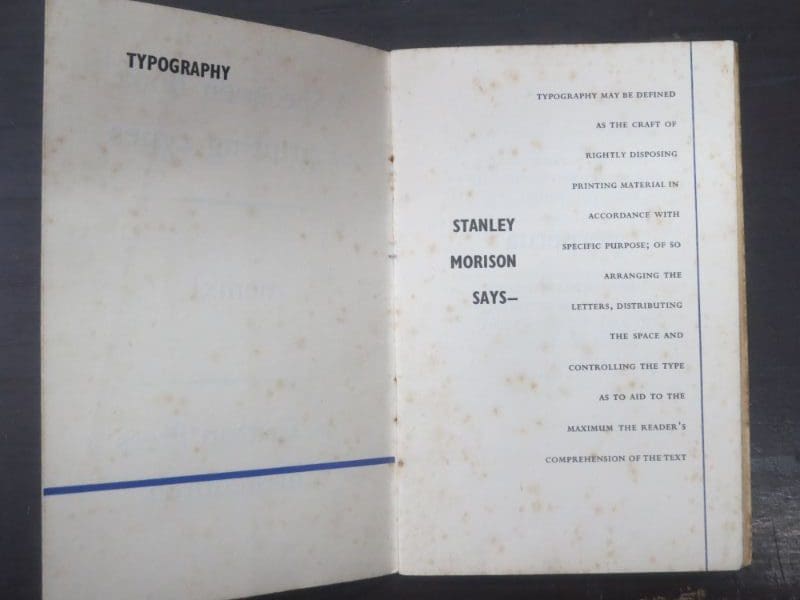 TYPOGRAPHY
STANLEY
MORISON
SAYS—
TYPOGRAPHY MAY BE DEFINED
AS THE CRAFT OF
RIGHTLY DISPOSING
PRINTING MATERIAL IN
ACCORDANCE WITH
SPECIFIC PURPOSE; OF SO
ARRANGING THE
LETTERS, DISTRIBUTING
THE SPACE AND
CONTROLLING THE TYPE
AS TO AID TO THE
MAXIMUM THE READER'S
COMPREHENSION OF THE TEXT